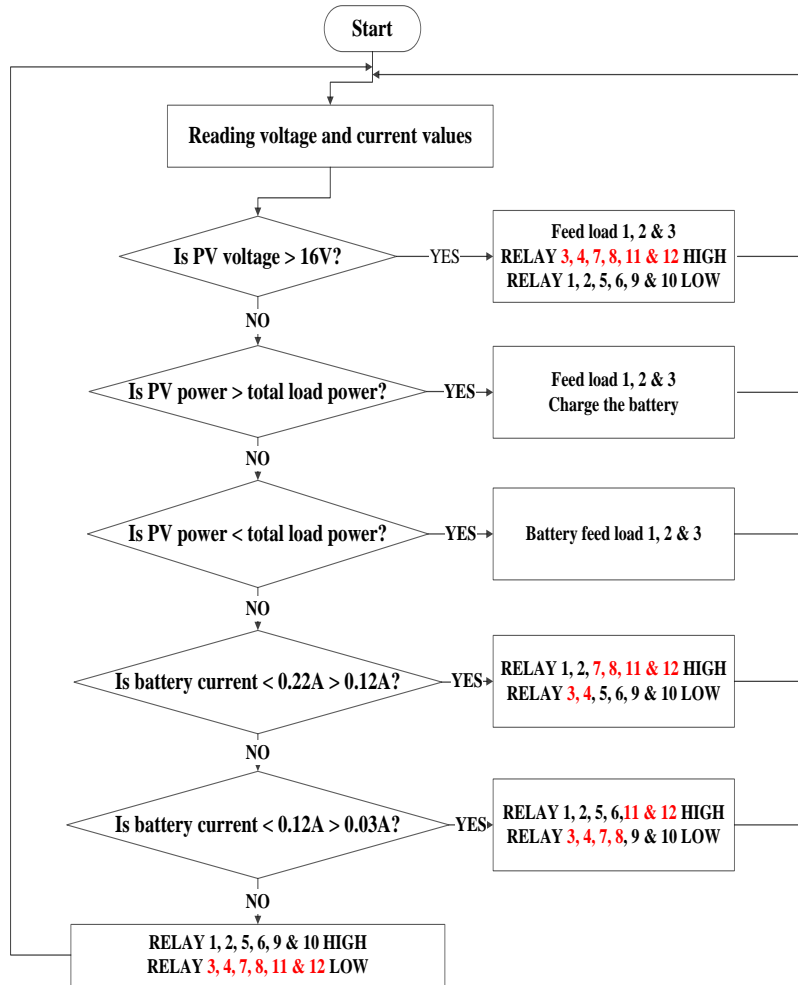 Start
Reading voltage and current values
Is PV voltage > 16V?
YES
Feed load 1, 2 & 3
RELAY 3, 4, 7, 8, 11 & 12 HIGH
RELAY 1, 2, 5, 6, 9 & 10 LOW
NO
Is PV power > total load power?
YES
Feed load 1, 2 & 3
Charge the battery
NO
Is PV power < total load power?
YES
Battery feed load 1, 2 & 3
NO
Is battery current < 0.22A > 0.12A?
YES
RELAY 1, 2, 7, 8, 11 & 12 HIGH
RELAY 3, 4, 5, 6, 9 & 10 LOW
NO
Is battery current < 0.12A > 0.03A?
YES
RELAY 1, 2, 5, 6,11 & 12 HIGH
RELAY 3, 4, 7, 8, 9 & 10 LOW
NO
RELAY 1, 2, 5, 6, 9 & 10 HIGH
RELAY 3, 4, 7, 8, 11 & 12 LOW